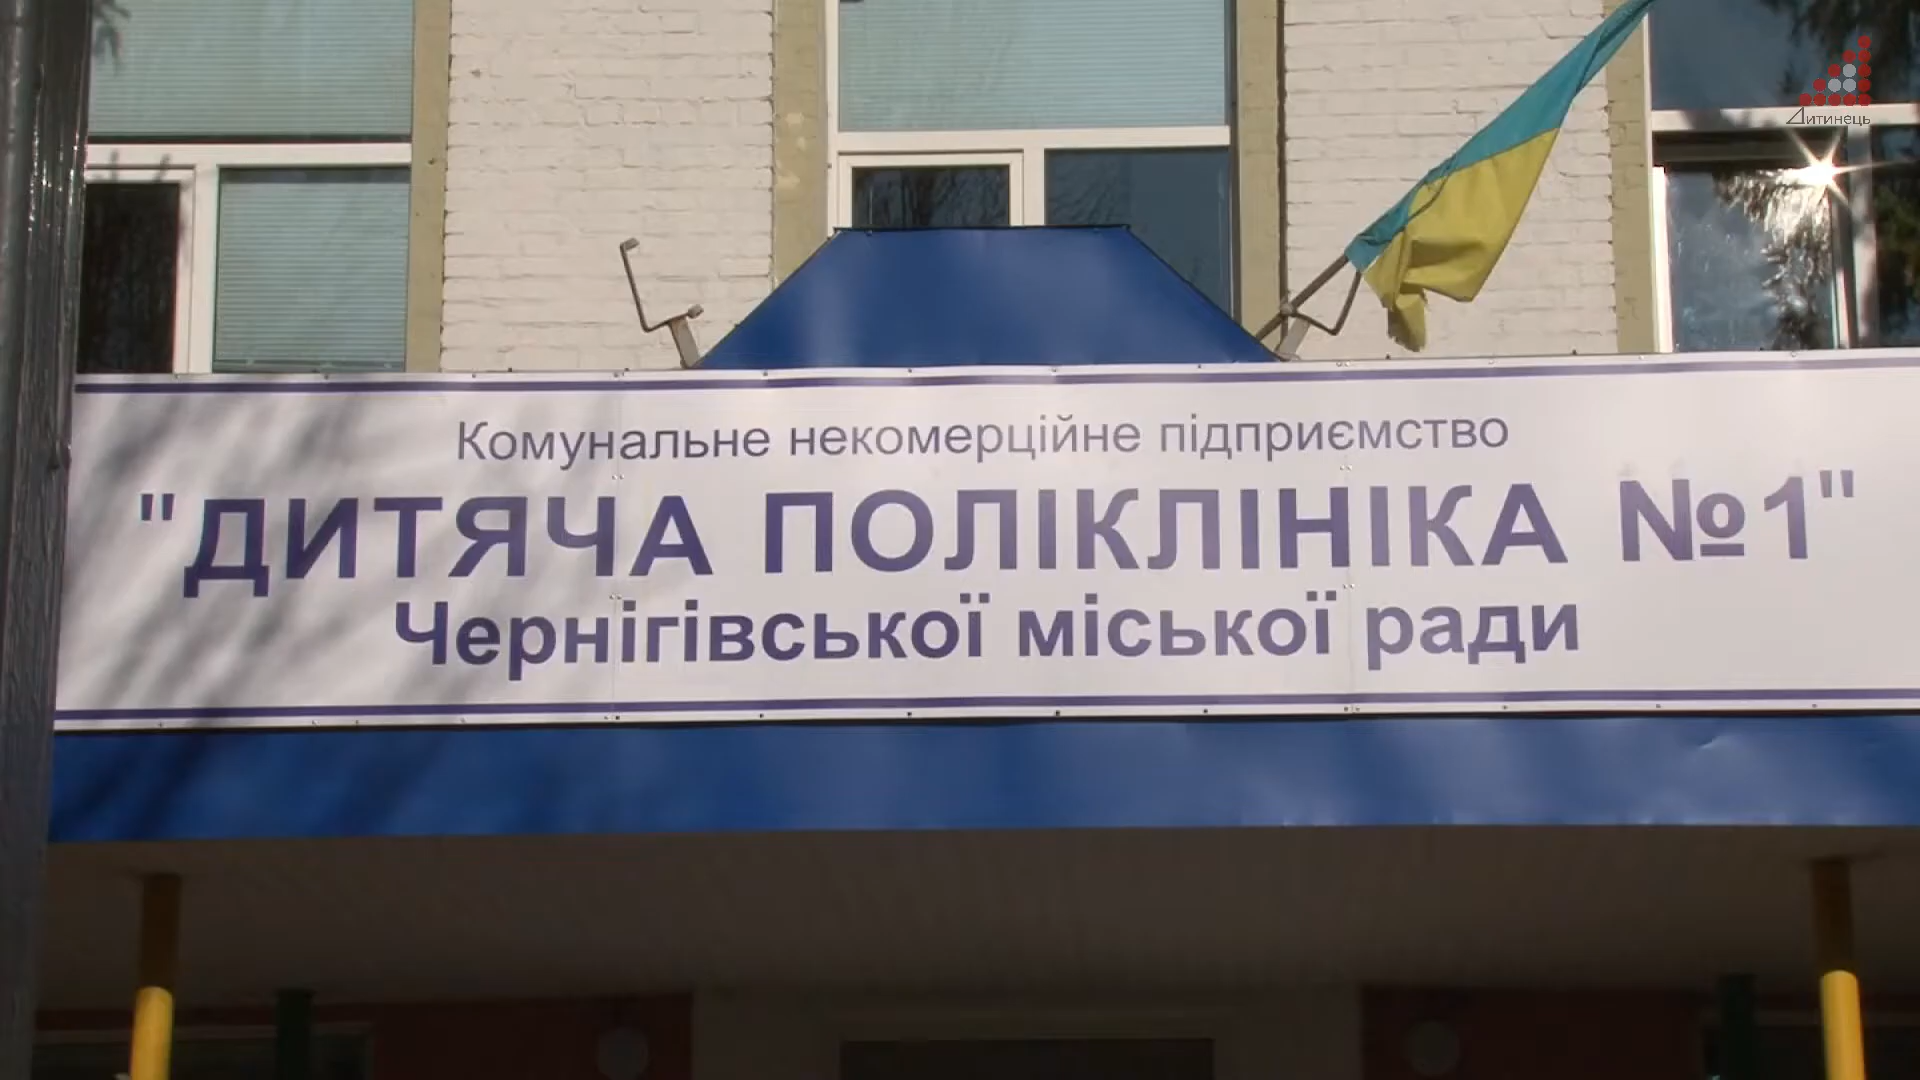 Дитинець
Комунальне некомерційне підприємство
"ДИТЯЧА ПОЛІКЛІНІКА №1"
Чернігівської міської ради